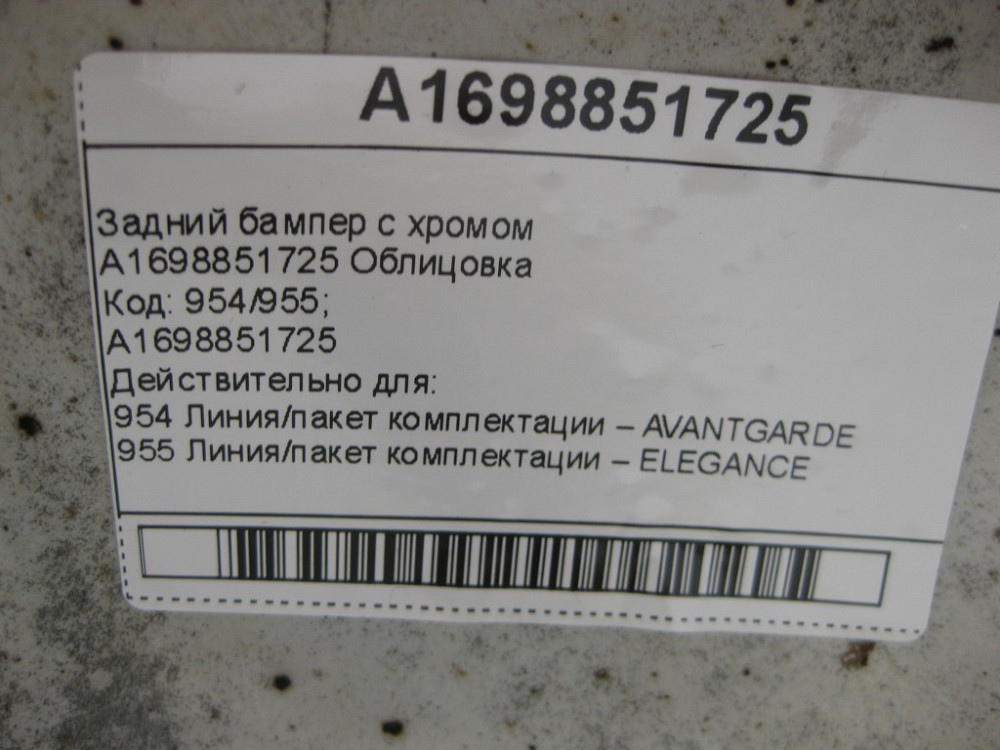 A1698851725
Задний бампер с хромом
A1698851725 Облицовка
Код: 954/955;
A1698851725
Действительно для:
954 Линия/пакет комплектации – AVANTGARDE
955 Линия/пакет комплектации – ELEGANCE